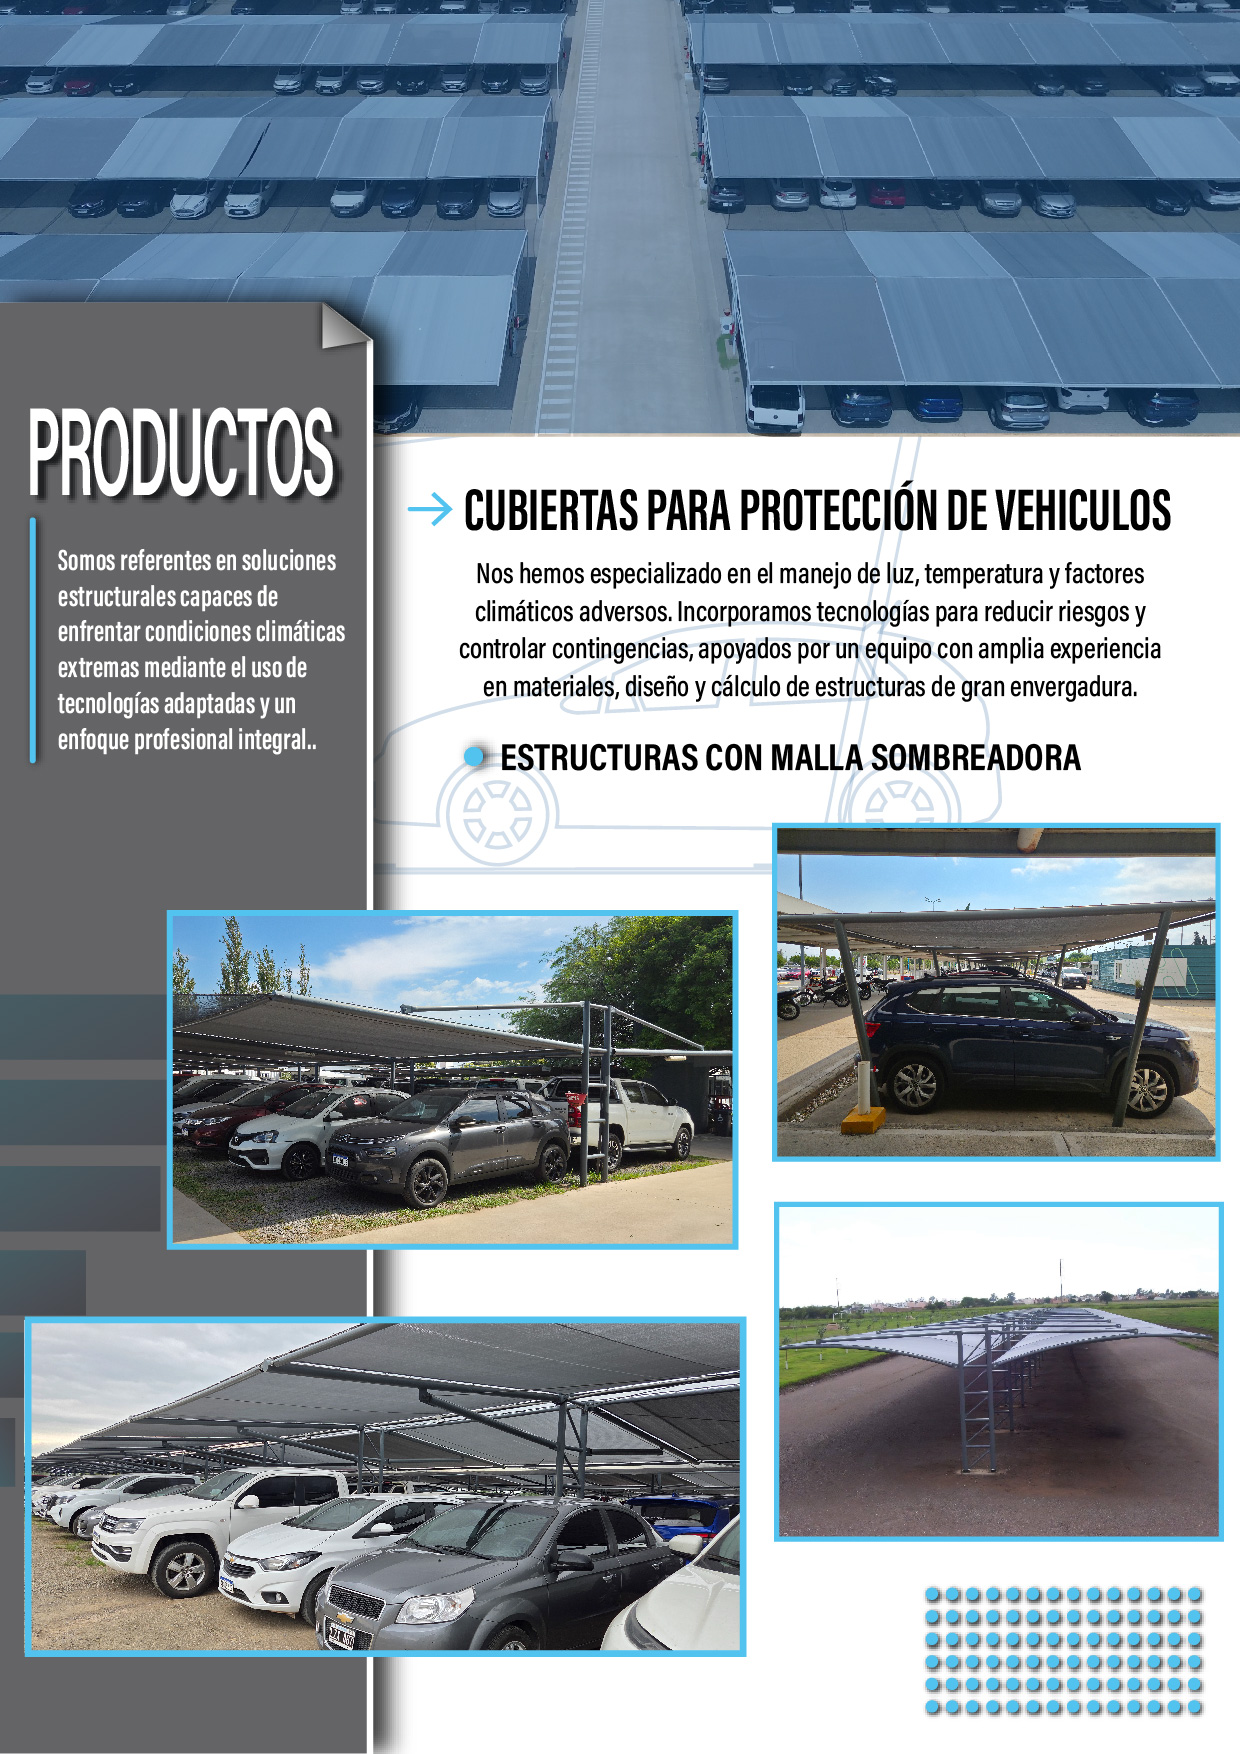 PRODUCTOS
Somos referentes en soluciones
estructurales capaces de
enfrentar condiciones climáticas
extremas mediante el uso de
tecnologías adaptadas y un
enfoque profesional integral..
CUBIERTAS PARA PROTECCIÓN DE VEHICULOS
Nos hemos especializado en el manejo de luz, temperatura y factores
climáticos adversos. Incorporamos tecnologías para reducir riesgos y
controlar contingencias, apoyados por un equipo con amplia experiencia
en materiales, diseño y cálculo de estructuras de gran envergadura.
ESTRUCTURAS CON MALLA SOMBREADORA